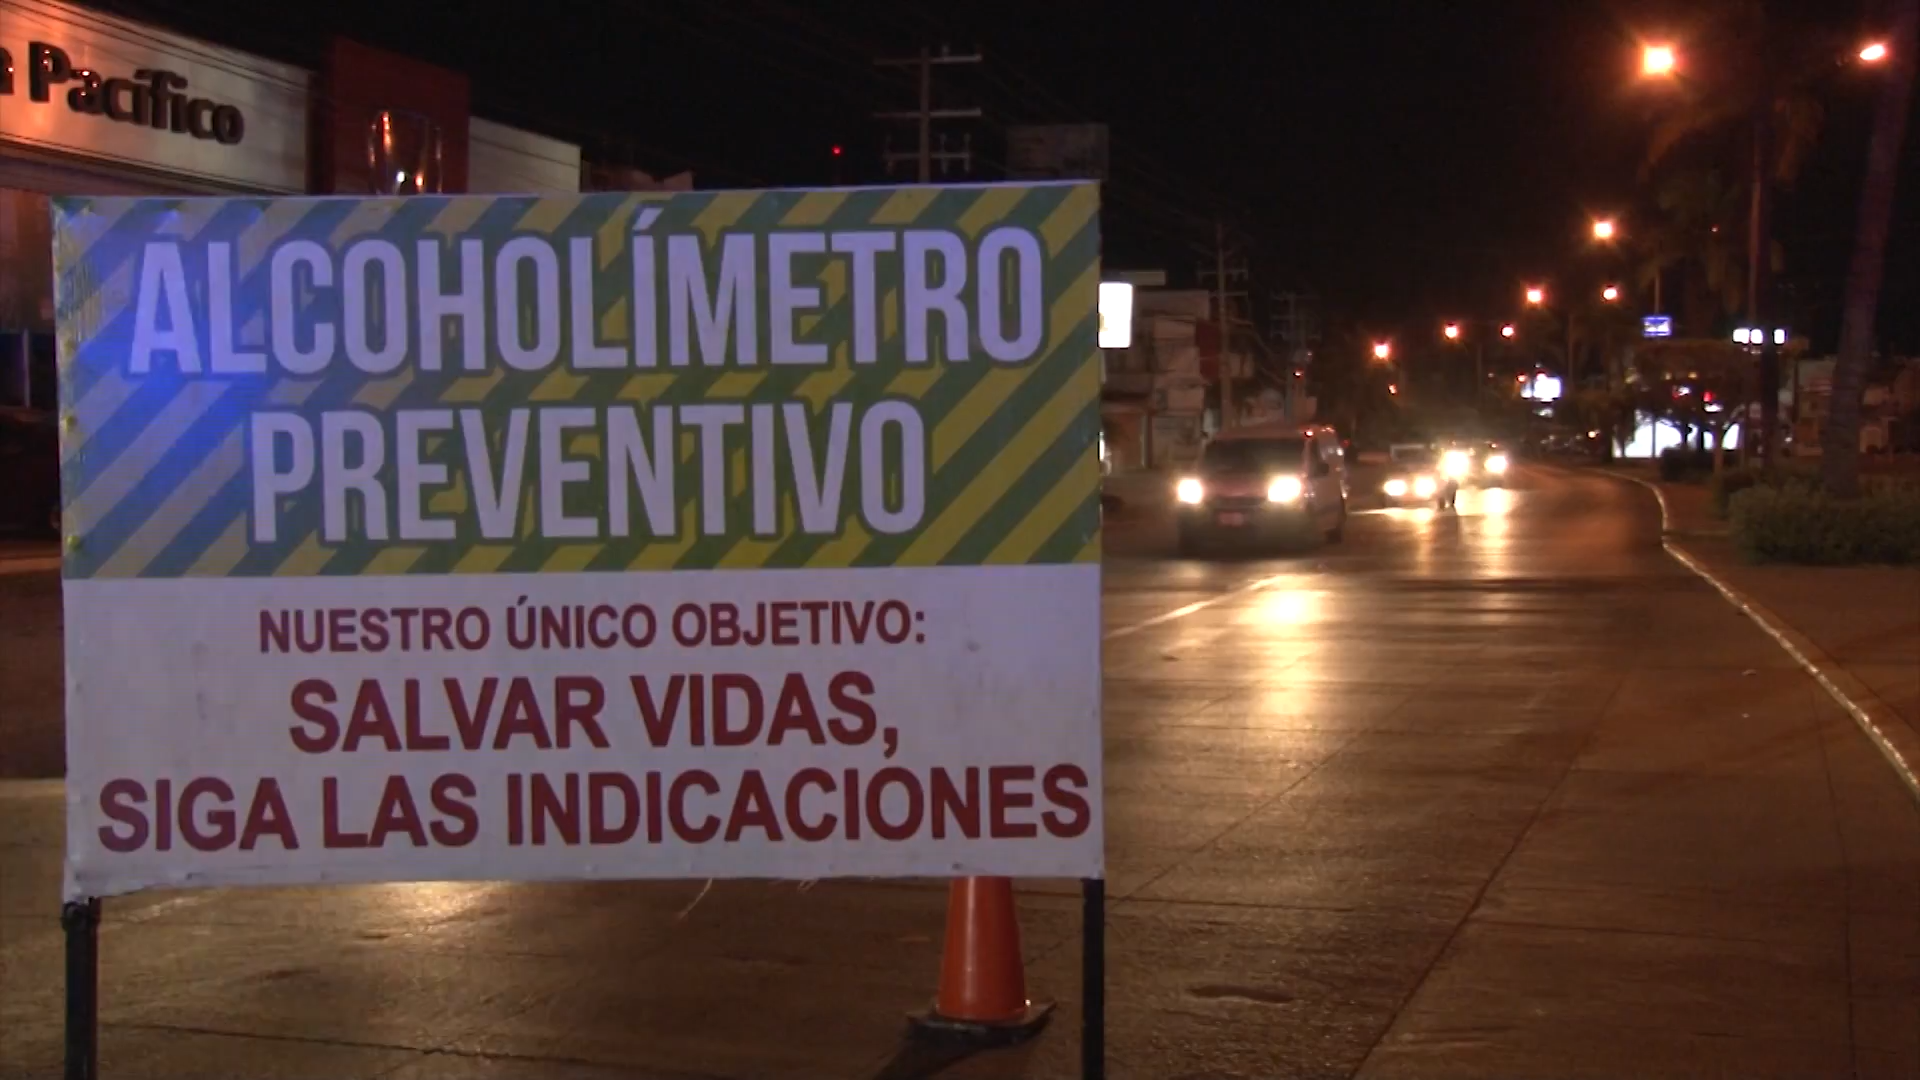 Pacífico
ALCOHOLÍMETRO
PREVENTIVO
NUESTRO ÚNICO OBJETIVO:
SALVAR VIDAS,
SIGA LAS INDICACIONES